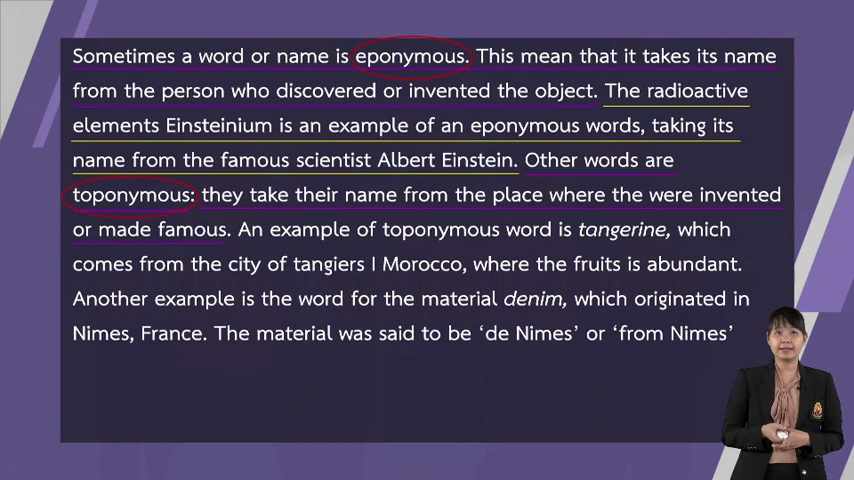 Sometimes a word or name is eponymous. This mean that it takes its name
from the person who discovered or invented the object. The radioactive
elements Einsteinium is an example of an eponymous words, taking its
name from the famous scientist Albert Einstein. Other words are
toponymous: they take their name from the place where the were invented
or made famous. An example of toponymous word is tangerine, which
comes from the city of tangiers I Morocco, where the fruits is abundant.
Another example is the word for the material denim, which originated in
Nimes, France. The material was said to be ‘de Nimes’ or ‘from Nimes’